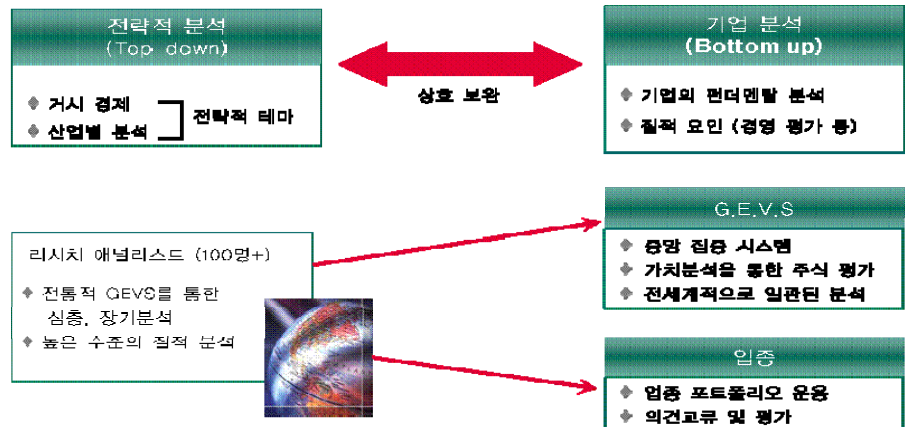 전략적 분석
(Top down)
◆ 거시 경제
◆ 산업별 분석
전략적 테마
상호 보완
기업 분석
(Bottom up)
◆ 기업의 펀더멘탈 분석
◆ 질적 요인 (경영 평가 등)
리서치 애널리스트 (100명+)
◆ 전통적 GEVS를 통한
심층, 장기분석
◆ 높은 수준의 질적 분석
G.E.V.S
◆ 중앙 집중 시스템
◆ 가치분석을 통한 주식 평가
◆ 전세계적으로 일관된 분석
업종
◆ 업종 포트폴리오 운용
◆ 의견교류 및 평가